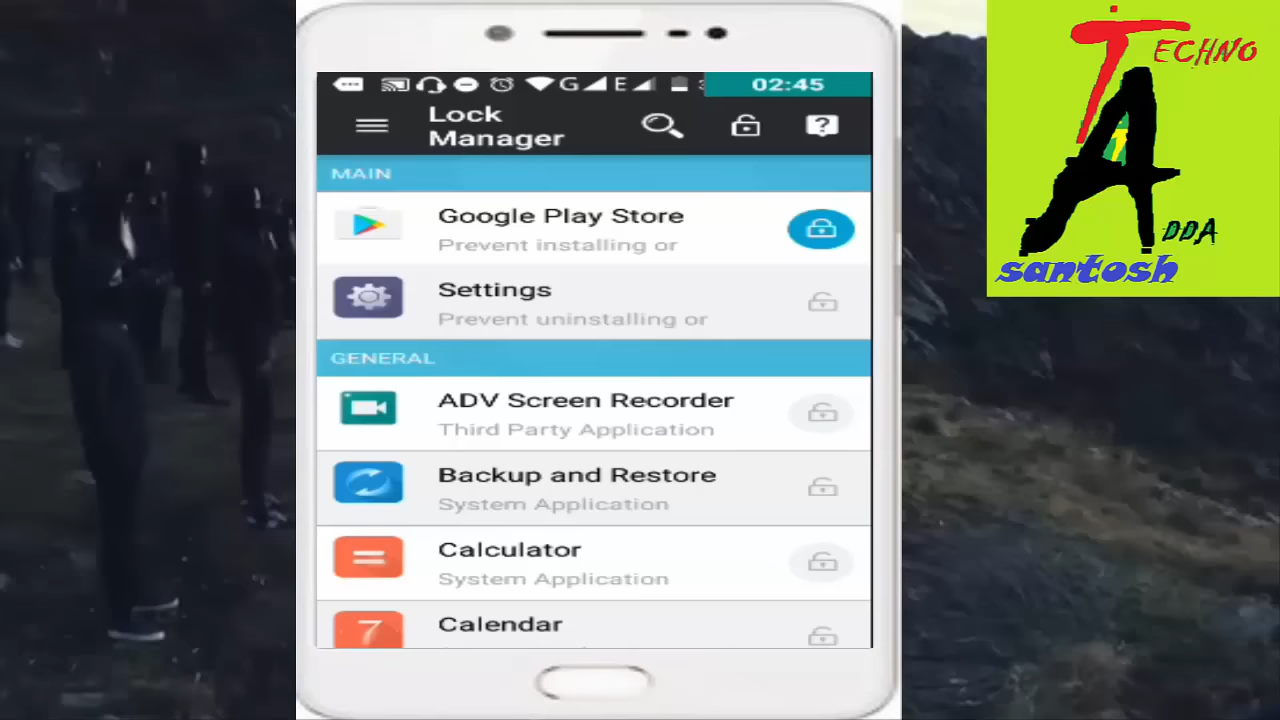 G E 02:45
Lock
Manager
MAIN
Google Play Store
Prevent installing or
Settings
Prevent uninstalling or
GENERAL
ADV Screen Recorder
Third Party Application
Backup and Restore
System Application
Calculator
System Application
7
Calendar
TECHNO
ADDA
santosh